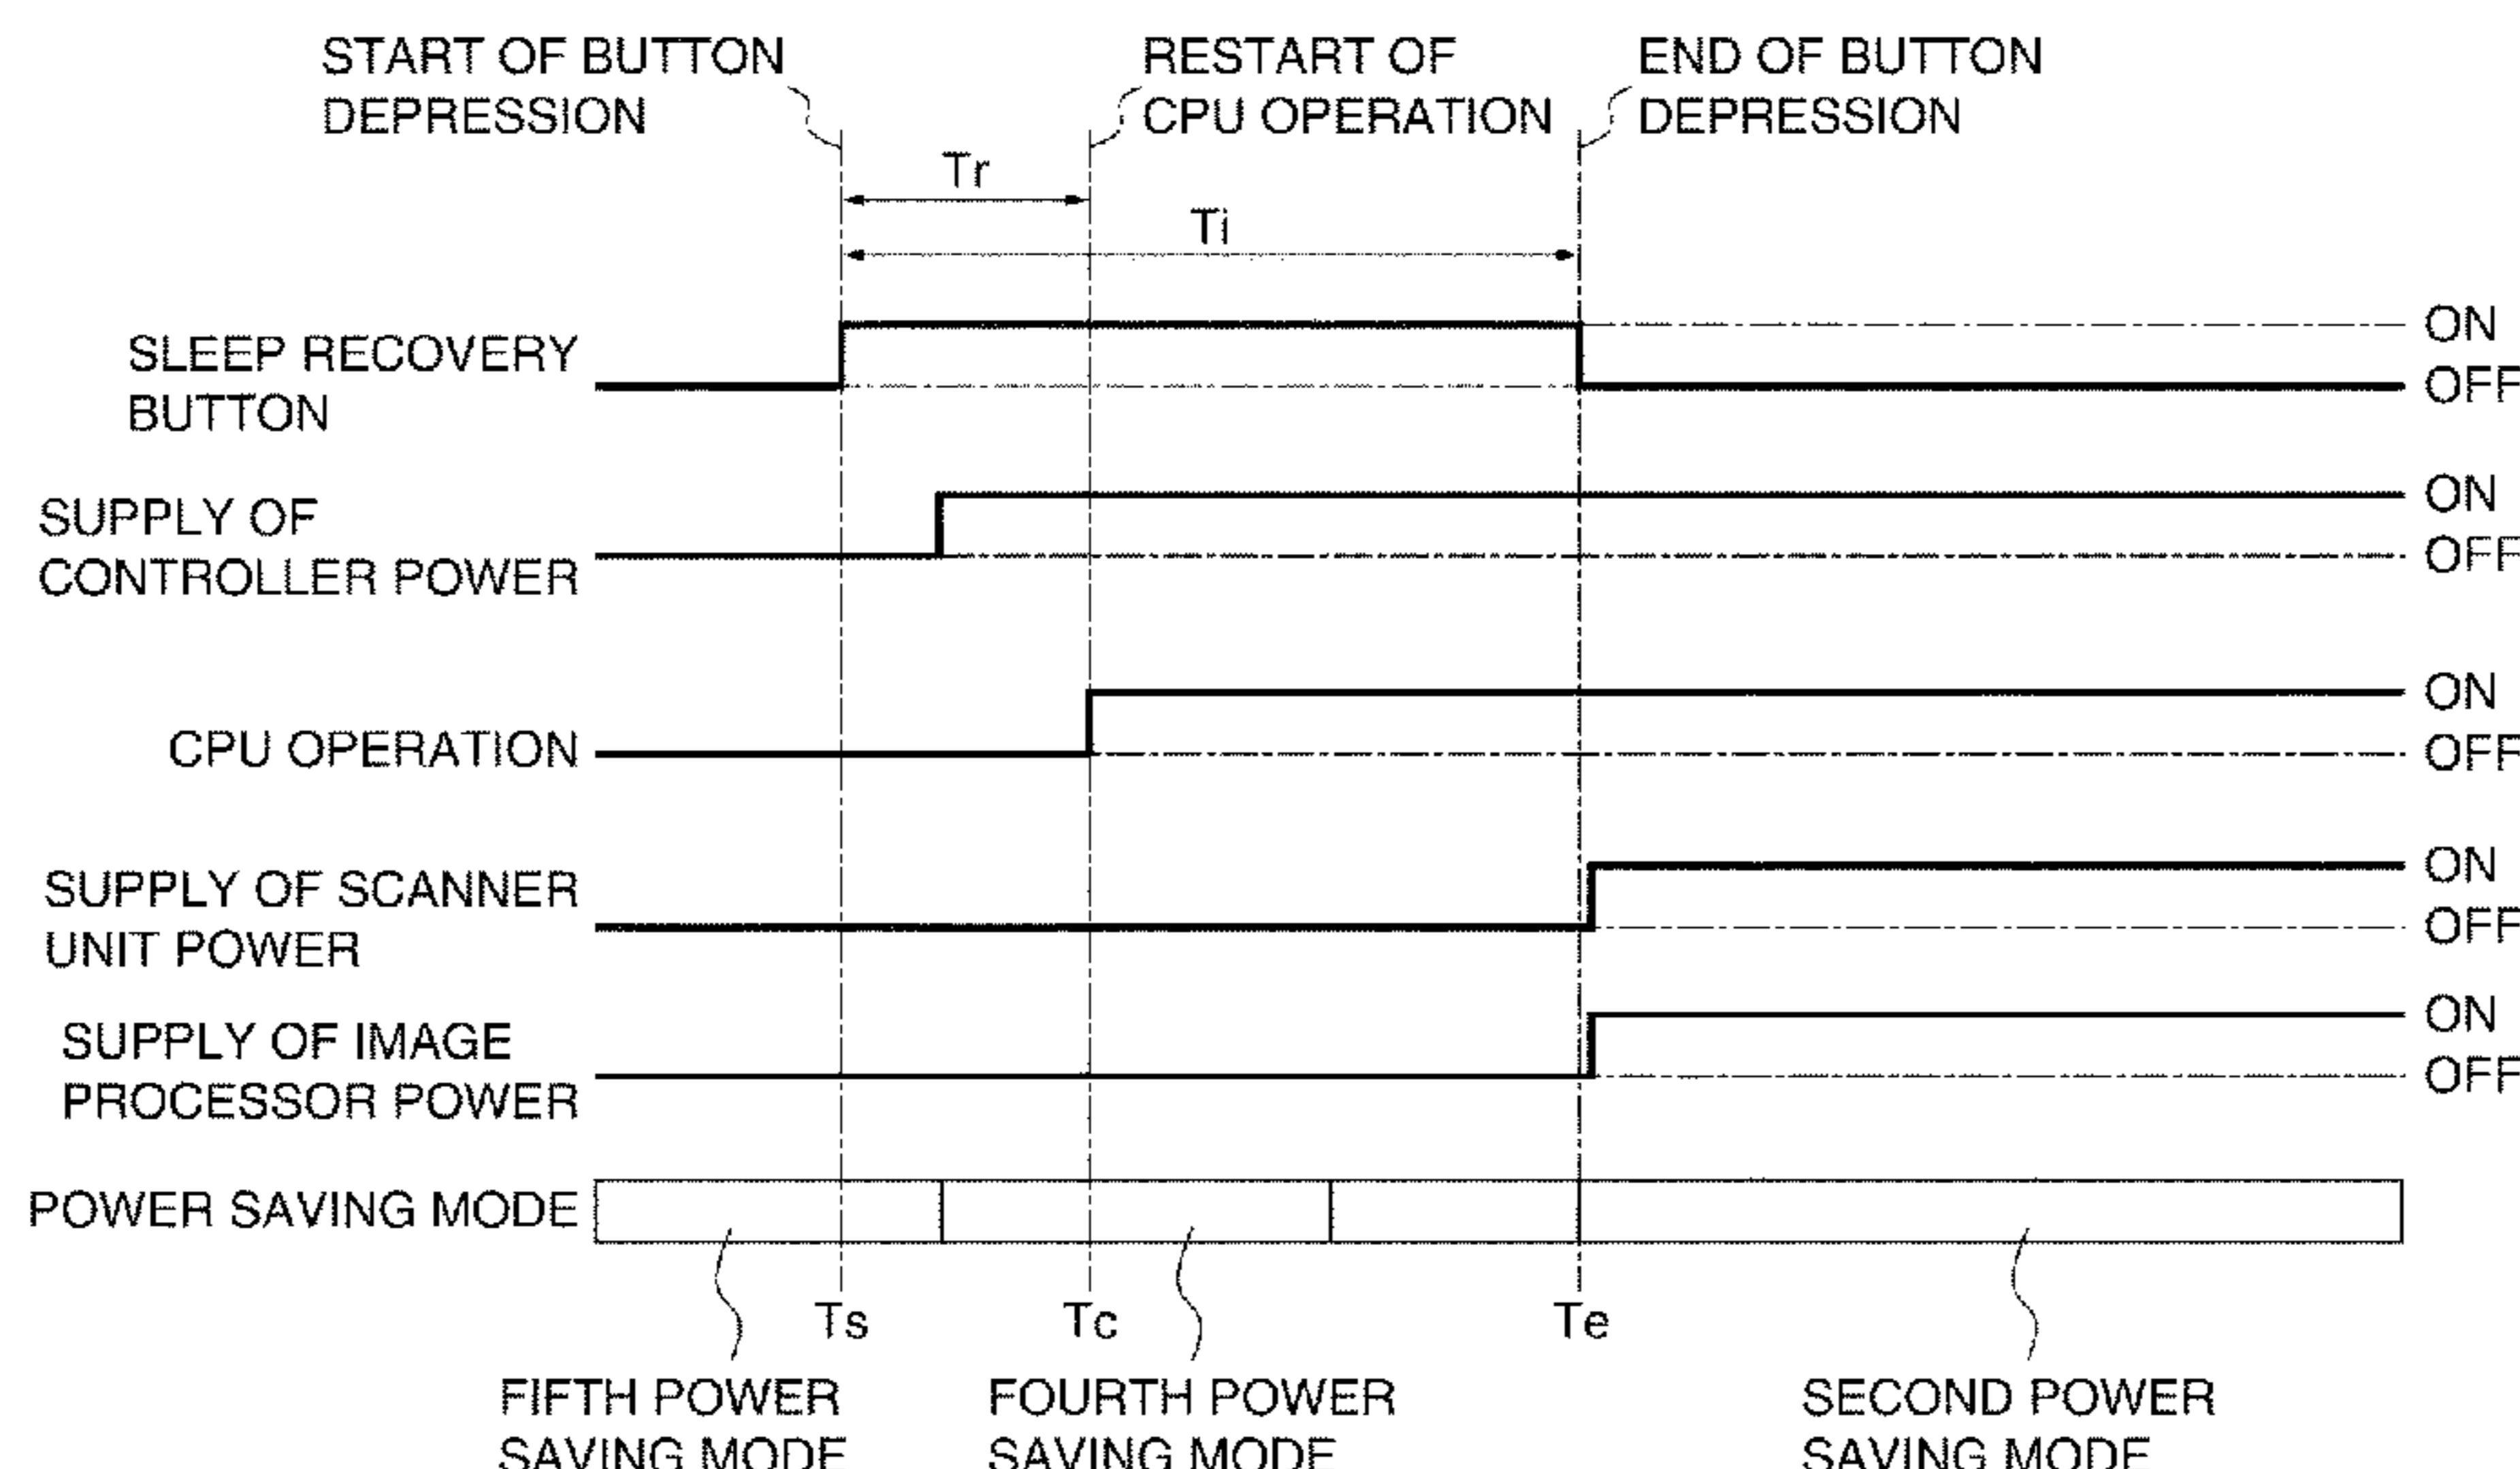 START OF BUTTON
DEPRESSION
RESTART OF
CPU OPERATION
END OF BUTTON
DEPRESSION
Tr
Ti
SLEEP RECOVERY
BUTTON
ON
OFF
SUPPLY OF
CONTROLLER POWER
ON
OFF
CPU OPERATION
ON
OFF
SUPPLY OF SCANNER
UNIT POWER
ON
OFF
SUPPLY OF IMAGE
PROCESSOR POWER
ON
OFF
POWER SAVING MODE
Ts
Tc
Te
FIFTH POWER
SAVING MODE
FOURTH POWER
SAVING MODE
SECOND POWER
SAVING MODE